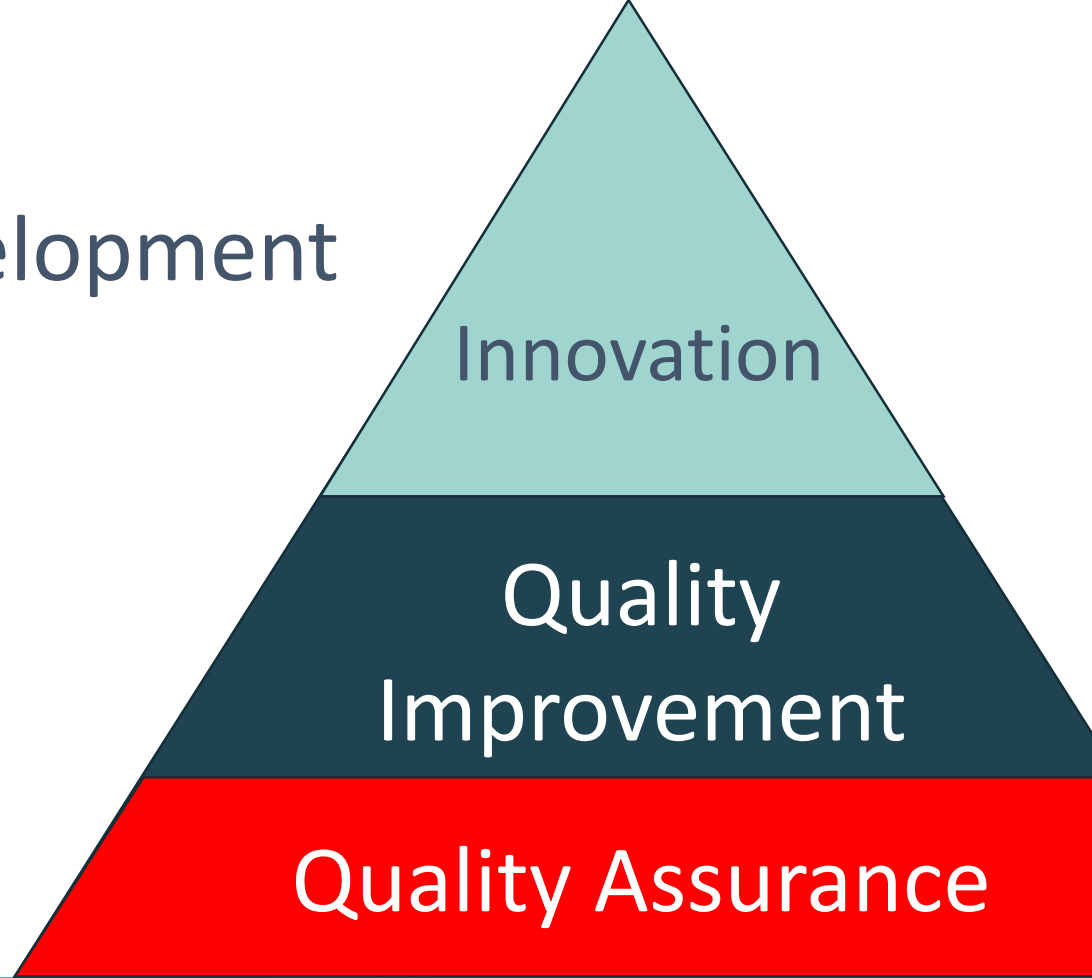 elopment
Innovation
Quality
Improvement
Quality Assurance